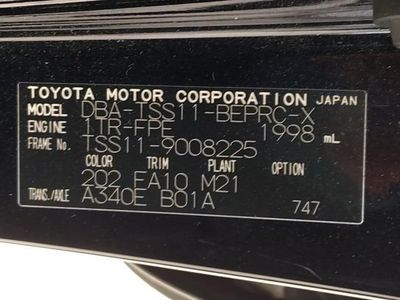 TOYOTA MOTOR CORPORATION JAPAN
MODEL DBA-TSS11-BEPRC-X
ENGINE 1TR-FPE 1998 mL
FRAME No. TSS11-9008225
COLOR TRIM PLANT OPTION
202 FA10 M21
TRANS./AXLE A340E B01A 747